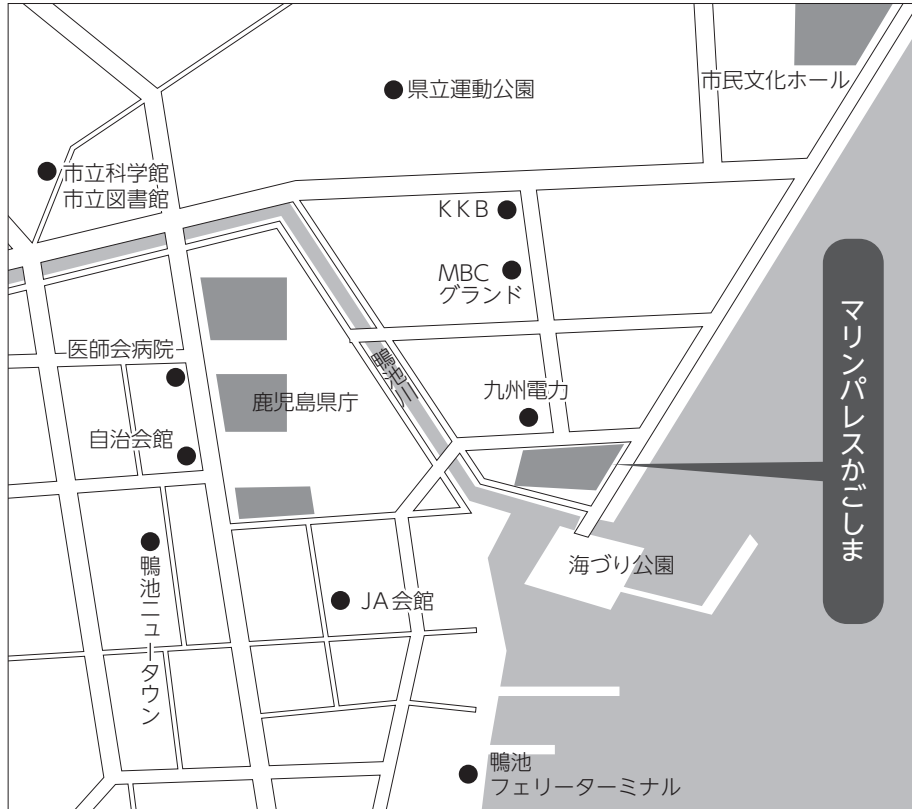 県立運動公園
市民文化ホール
市立科学館
市立図書館
KKB
MBC
グランド
マリンパレスかごしま
医師会病院
鴨池川
九州電力
鹿児島県庁
自治会館
海づり公園
鴨池ニュータウン
JA会館
鴨池
フェリーターミナル